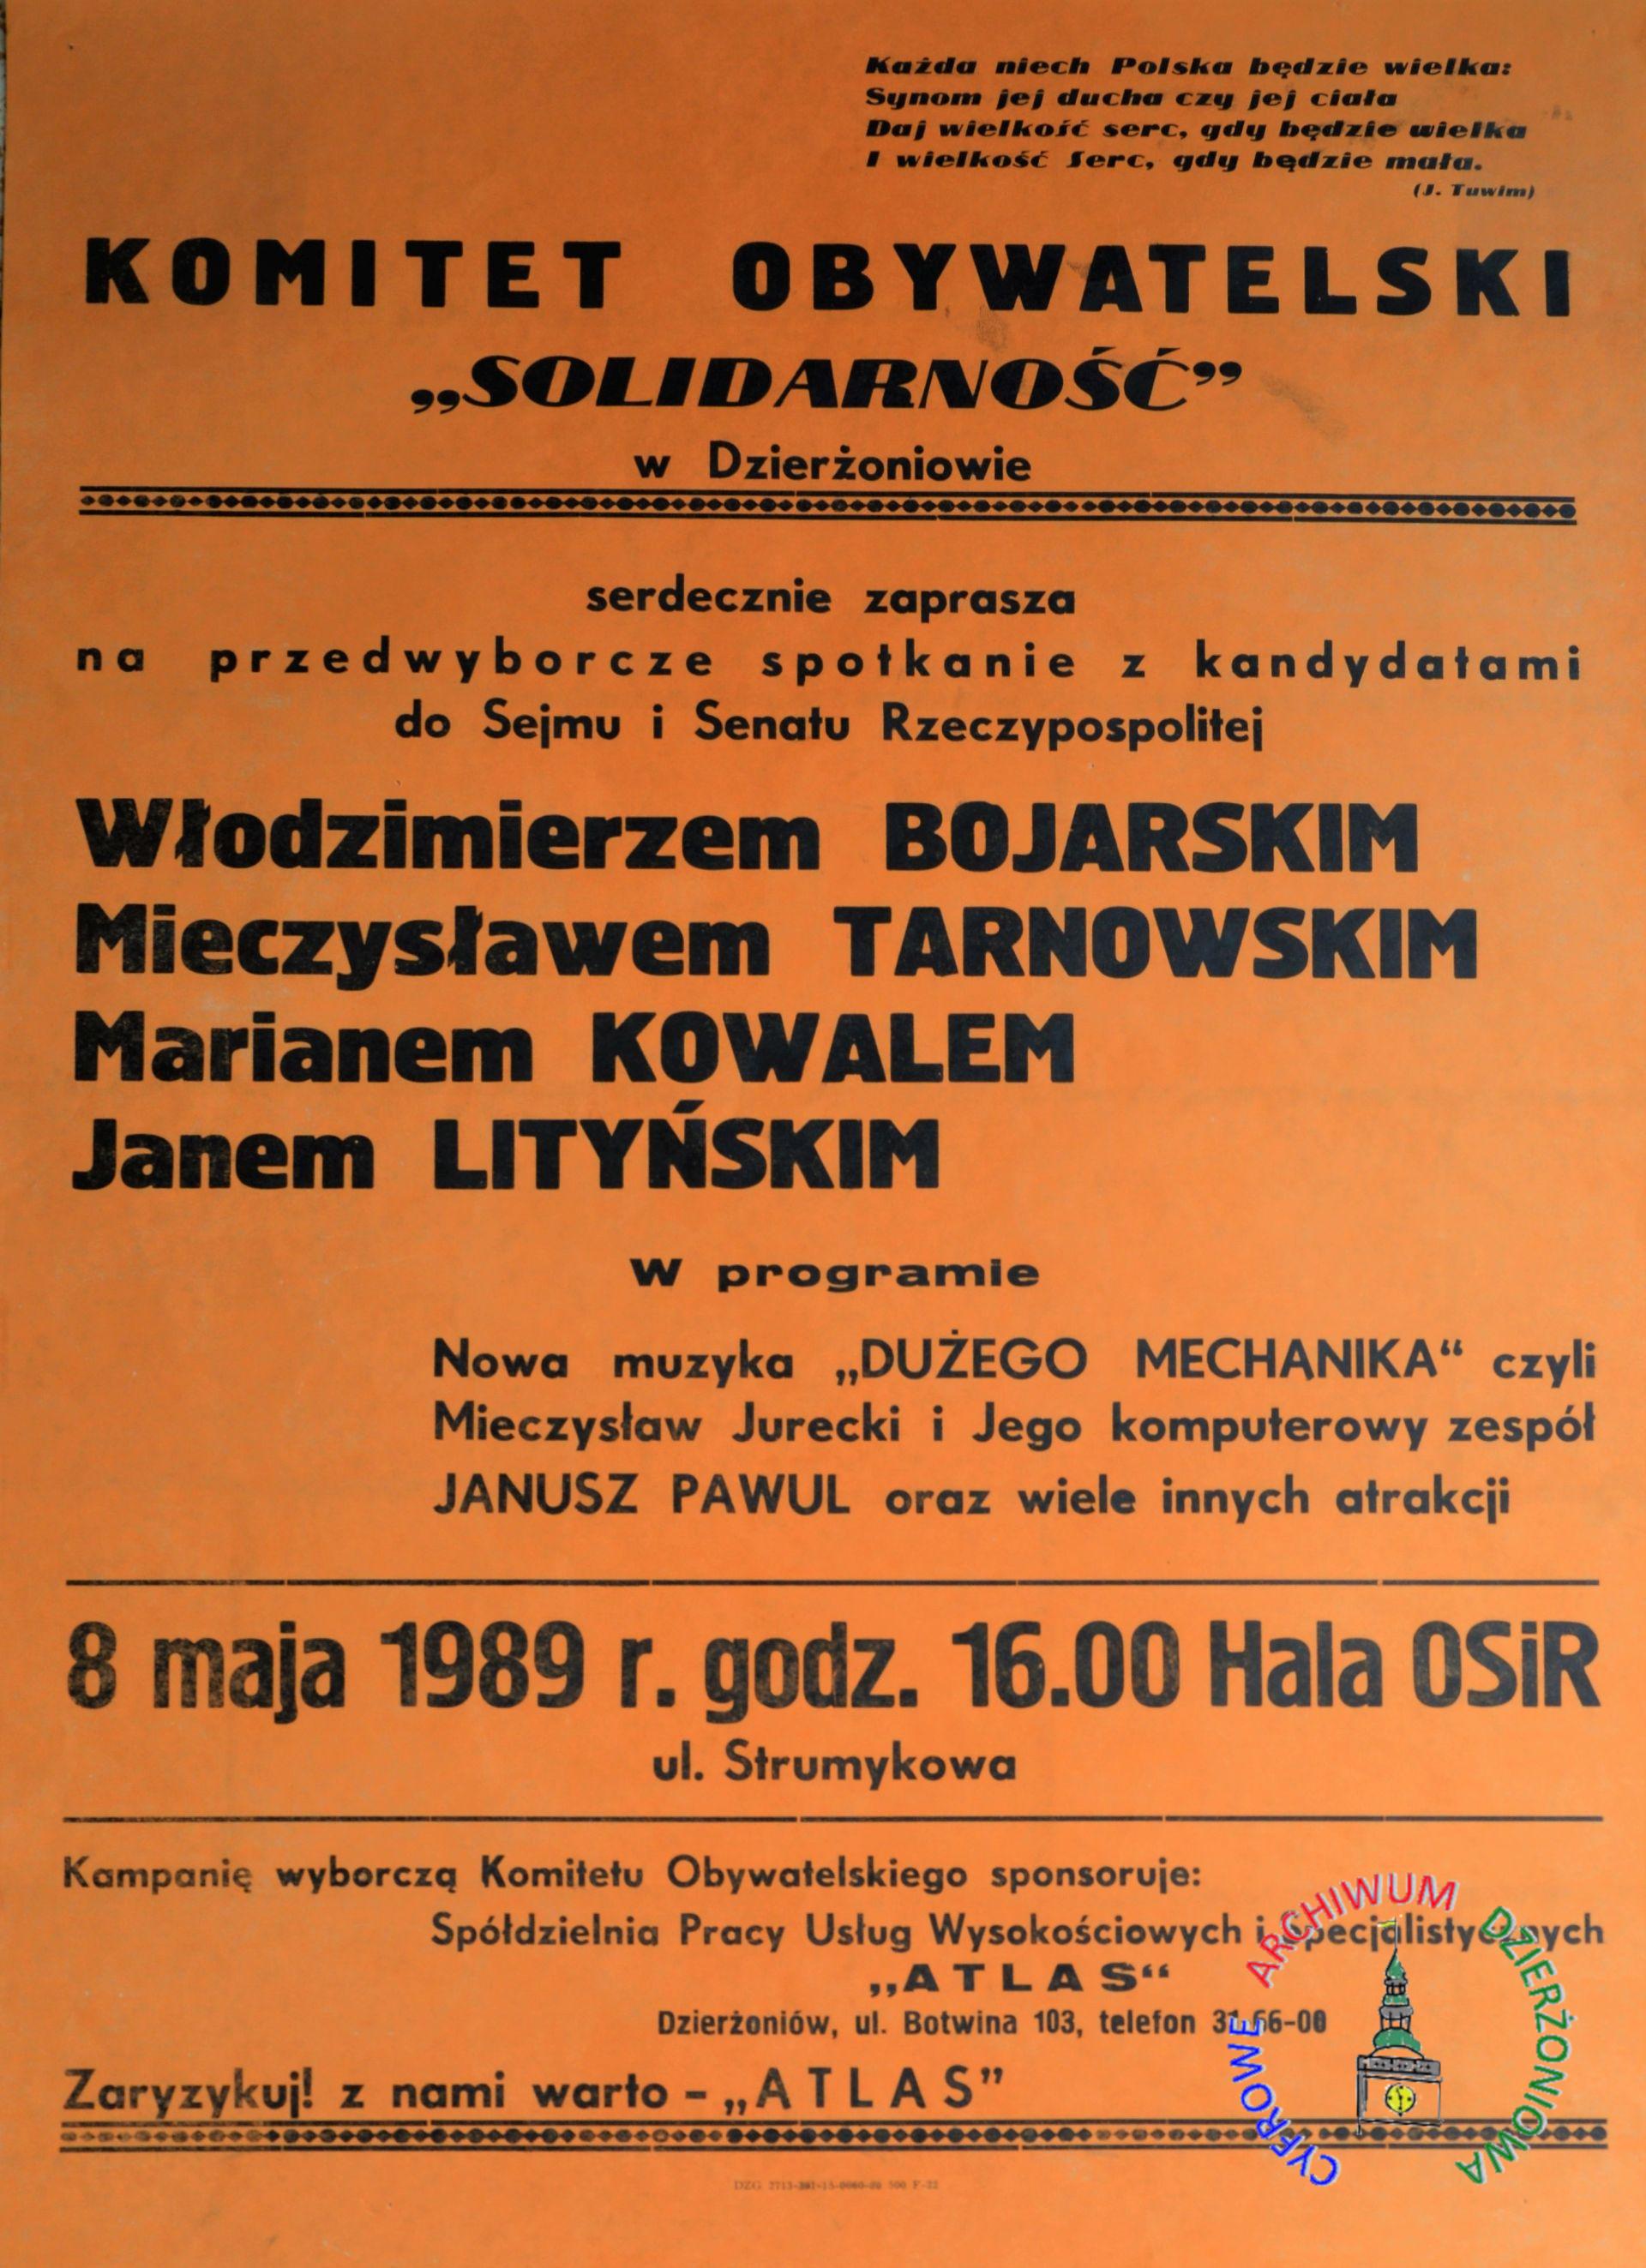 Każda niech Polska będzie wielka:
Synom jej ducha czy jej ciała
Daj wielkość serc, gdy będzie wielka
I wielkość serc, gdy będzie mała.
(J. Tuwim)
KOMITET OBYWATELSKI
„SOLIDARNOŚĆ”
w Dzierżoniowie
serdecznie zaprasza
na przedwyborcze spotkanie z kandydatami
do Sejmu i Senatu Rzeczypospolitej
Włodzimierzem BOJARSKIM
Mieczysławem TARNOWSKIM
Marianem KOWALEM
Janem LITYŃSKIM
W programie
Nowa muzyka „DUŻEGO MECHANIKA“ czyli
Mieczysław Jurecki i Jego komputerowy zespół
JANUSZ PAWUL oraz wiele innych atrakcji
8 maja 1989 r. godz. 16.00 Hala OSiR
ul. Strumykowa
Kampanię wyborczą Komitetu Obywatelskiego sponsoruje:
Spółdzielnia Pracy Usług Wysokościowych i Specjalistycznych
„ATLAS“
Dzierżoniów, ul. Botwina 103, telefon
Zaryzykuj! z nami warto - „ATLAS”
CYFROWE ARCHIWUM DZIERŻONIOWA
DZG